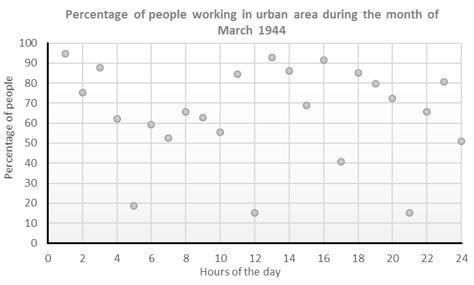 Percentage of people working in urban area during the month of
March 1944
Percentage of people
100
90
80
70
60
50
40
30
20
10
0
0 2 4 6 8 10 12 14 16 18 20 22 24
Hours of the day